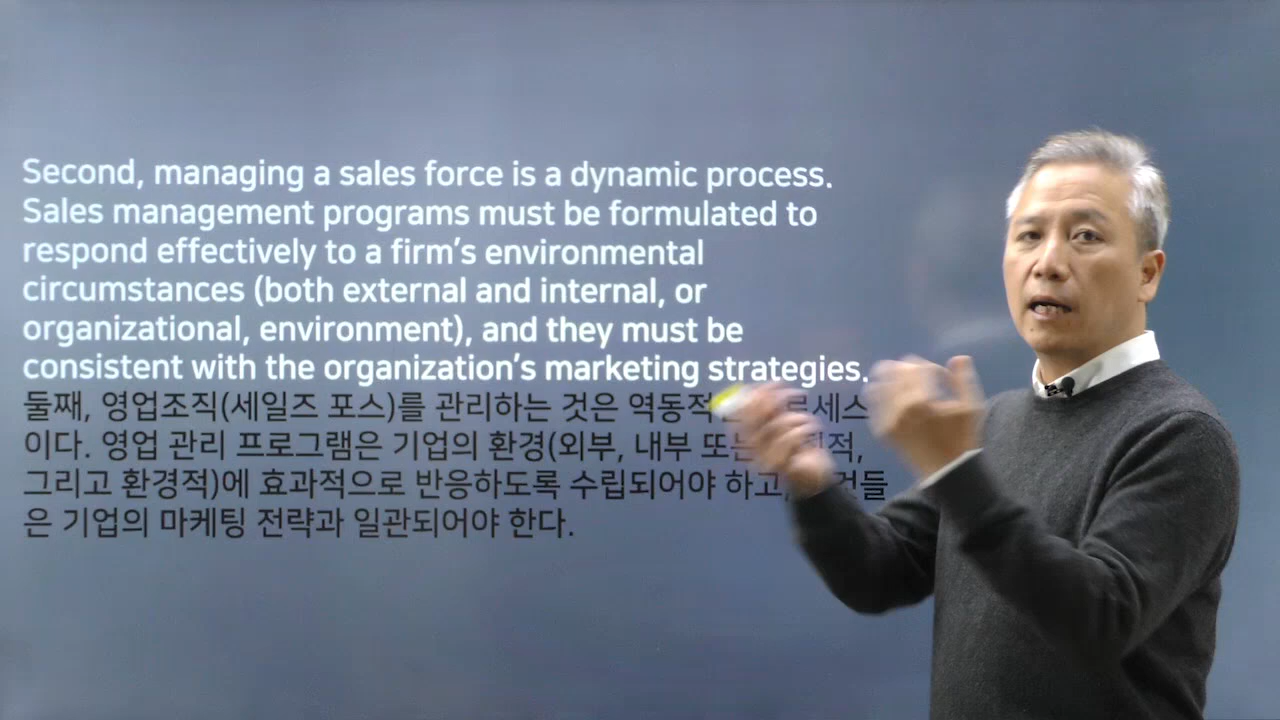 Second, managing a sales force is a dynamic process.
Sales management programs must be formulated to
respond effectively to a firm's environmental
circumstances (both external and internal, or
organizational, environment), and they must be
consistent with the organization's marketing strategies.
둘째, 영업조직(세일즈 포스)를 관리하는 것은
이다. 영업 관리 프로그램은 기업의 환경(외부, 내부
그리고 환경적)에 효과적으로 반응하도록 수립되어야 하고,
은 기업의 마케팅 전략과 일관되어야 한다.